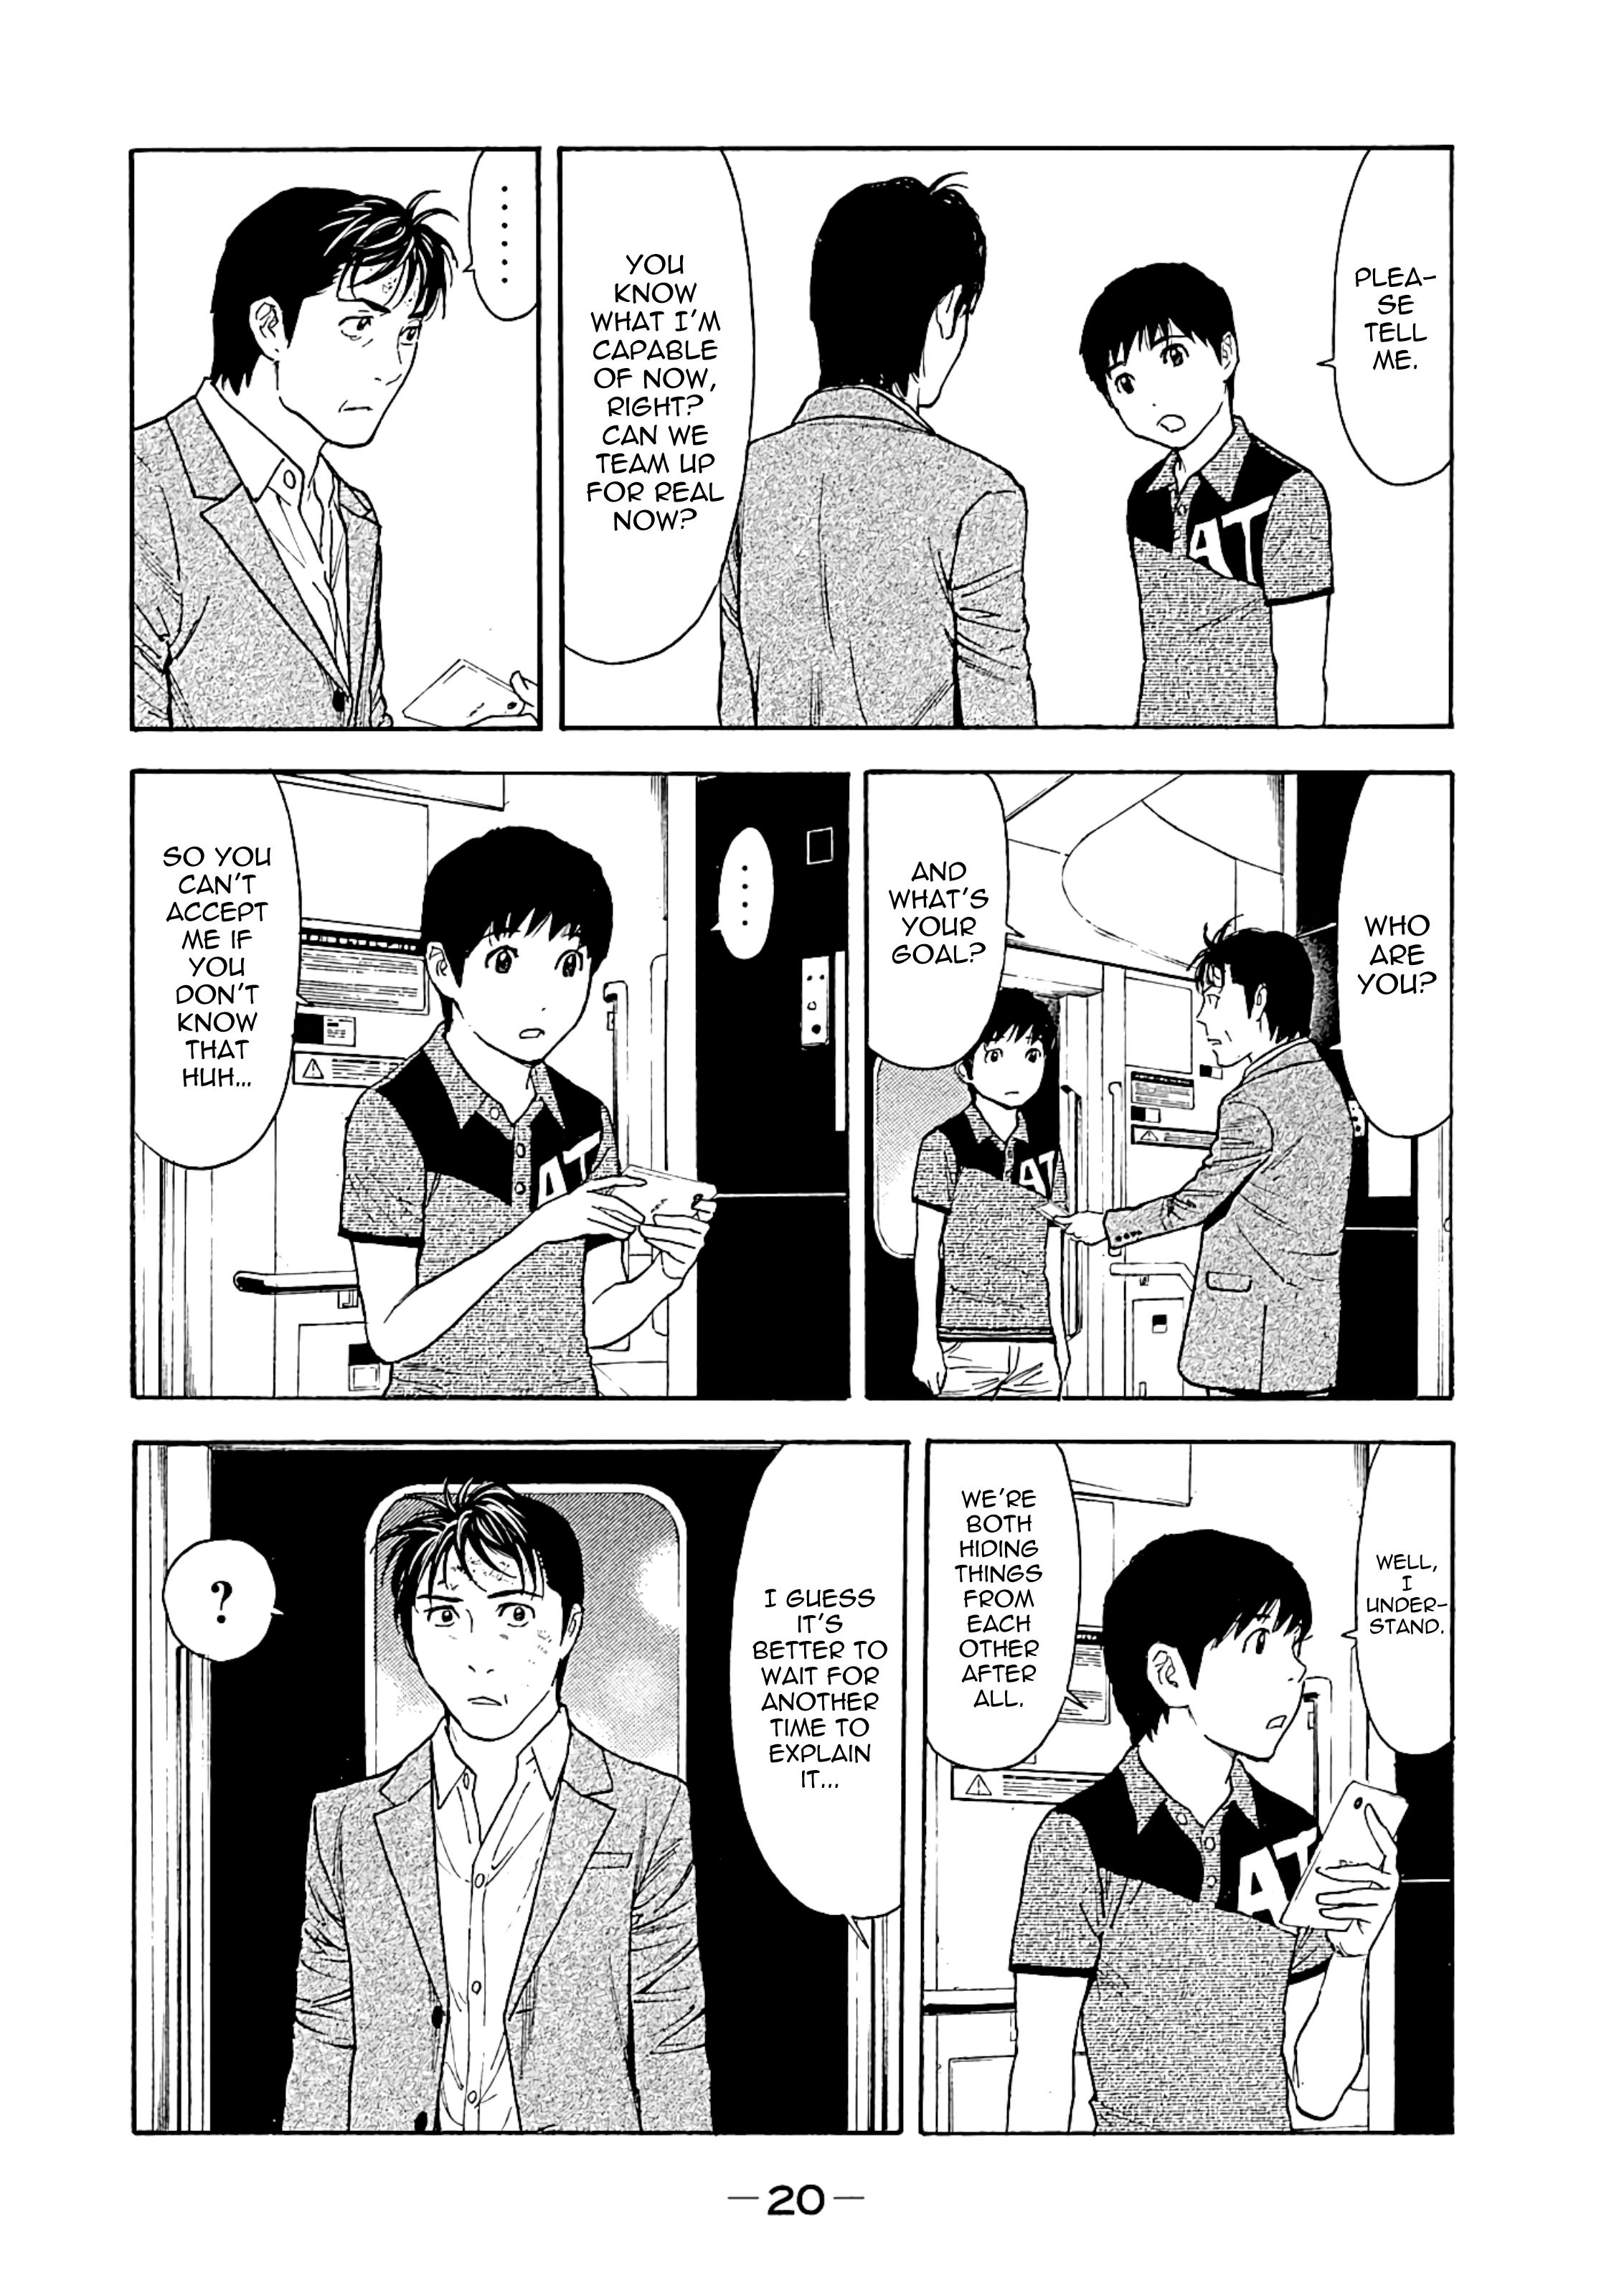 PLEA-
SE
TELL
ME.
YOU
KNOW
WHAT I'M
CAPABLE
OF NOW,
RIGHT?
CAN WE
TEAM UP
FOR REAL
NOW?
AT
......
WHO
ARE
YOU?
AND
WHAT'S
YOUR
GOAL?
AT
....
SO YOU
CAN'T
ACCEPT
ME IF
YOU
DON'T
KNOW
THAT
HUH...
AT
WELL,
I
UNDER-
STAND.
WE'RE
BOTH
HIDING
THINGS
FROM
EACH
OTHER
AFTER
ALL.
AT
I GUESS
IT'S
BETTER TO
WAIT FOR
ANOTHER
TIME TO
EXPLAIN
IT...
?
—20—